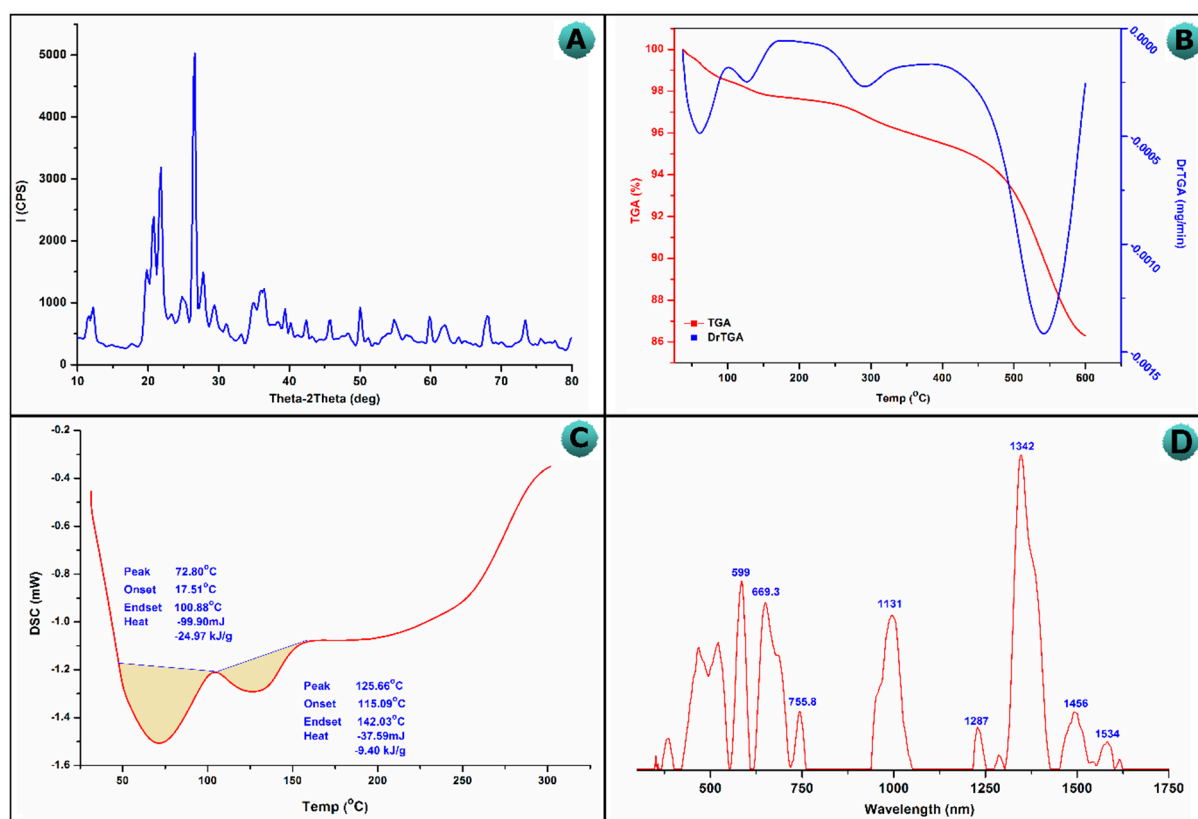 A
I (CPS)
5000
4000
3000
2000
1000
0
10 20 30 40 50 60 70 80
Theta-2Theta (deg)
B
TGA (%)
100
98
96
94
92
90
88
86
TGA
DrTGA
100 200 300 400 500 600
Temp (°C)
0.0000
-0.0005
-0.0010
-0.0015
DrTGA (mg/min)
C
DSC (mW)
-0.2
-0.4
-0.6
-0.8
-1.0
-1.2
-1.4
-1.6
Peak 72.80°C
Onset 17.51°C
Endset 100.88°C
Heat -99.90mJ
-24.97 kJ/g
Peak 125.66°C
Onset 115.09°C
Endset 142.03°C
Heat -37.59mJ
-9.40 kJ/g
50 100 150 200 250 300
Temp (°C)
D
1342
599
669.3
1131
755.8
1287
1456
1534
500 750 1000 1250 1500 1750
Wavelength (nm)